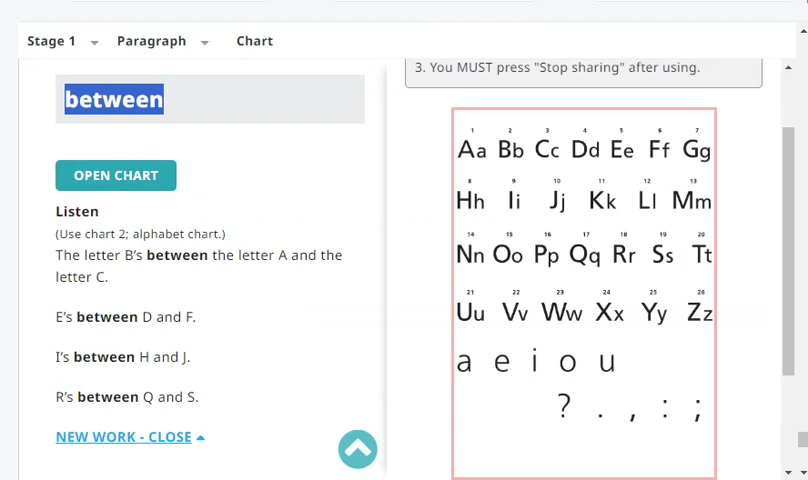 Stage 1 Paragraph Chart
between
OPEN CHART
Listen
(Use chart 2; alphabet chart.)
The letter B's between the letter A and the
letter C.
E's between D and F.
I's between H and J.
R's between Q and S.
NEW WORK - CLOSE
3. You MUST press "Stop sharing" after using.
1 2 3 4 5 6 7
Aa Bb Cc Dd Ee Ff Gg
8 9 10 11 12 13
Hh Ii Jj Kk Ll Mm
14 15 16 17 18 19 20
Nn Oo Pp Qq Rr Ss Tt
21 22 23 24 25 26
Uu Vv Ww Xx Yy Zz
a e i o u
? . , : ;